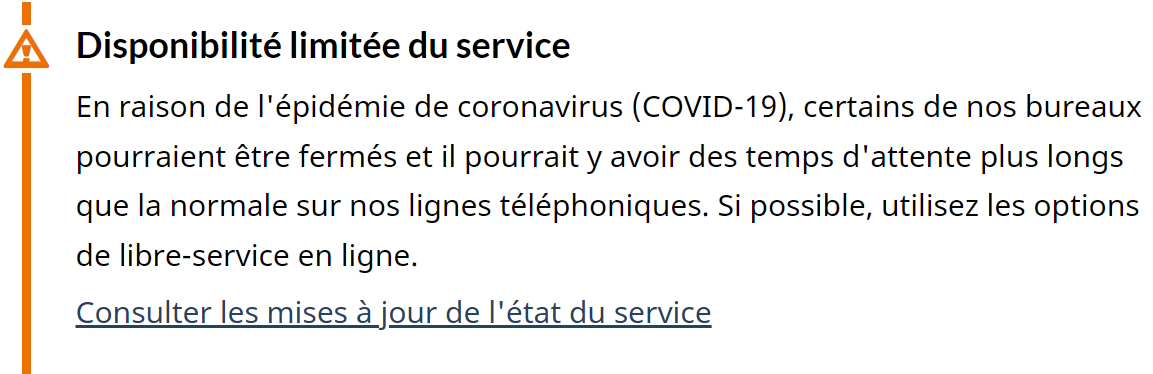 Disponibilité limitée du service
En raison de l'épidémie de coronavirus (COVID-19), certains de nos bureaux
pourraient être fermés et il pourrait y avoir des temps d'attente plus longs
que la normale sur nos lignes téléphoniques. Si possible, utilisez les options
de libre-service en ligne.
Consulter les mises à jour de l'état du service